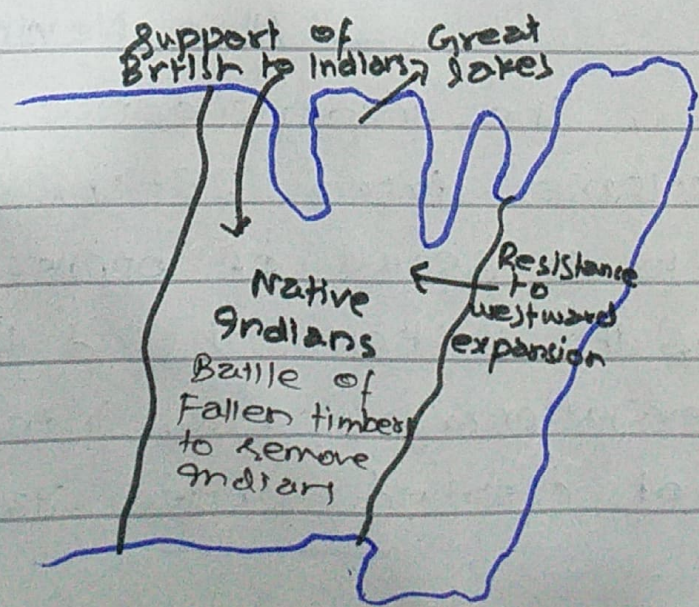 Support of
Brtish to Indians
Great
lakes
Resistance
to
westward
expansion
Native
Indians
Battle of
Fallen timbers
to remove
Indians